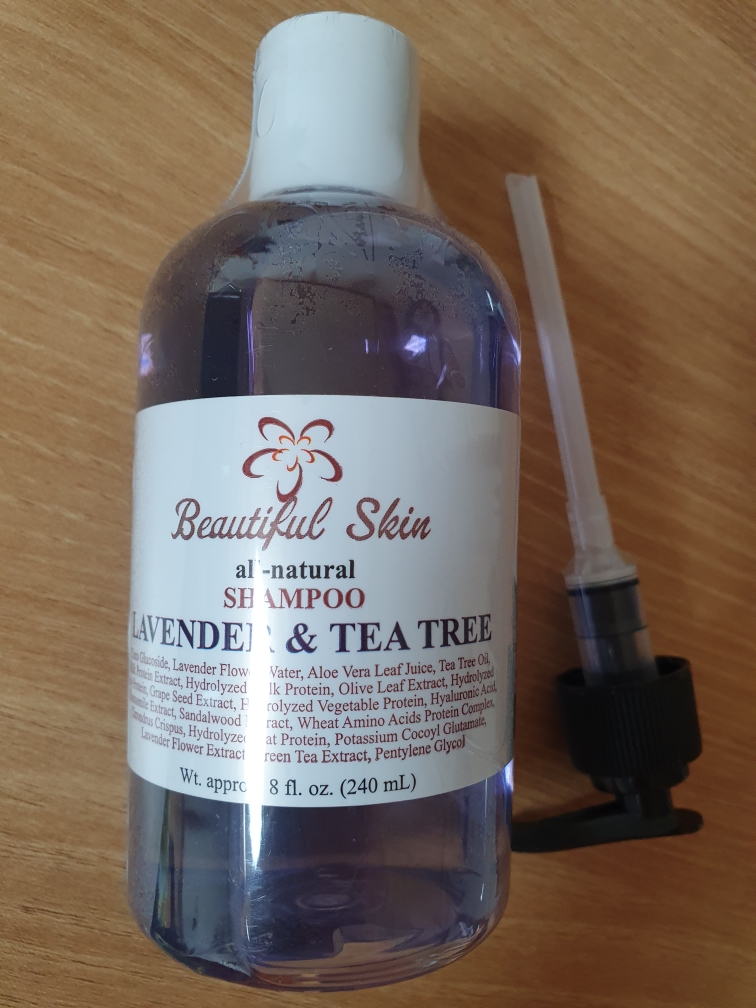 Beautiful Skin
all-natural
SHAMPOO
LAVENDER & TEA TREE
Glucoside, Lavender Flower Water, Aloe Vera Leaf Juice, Tea Tree Oil,
Protein Extract, Hydrolyzed Silk Protein, Olive Leaf Extract, Hydrolyzed
Grape Seed Extract, Hydrolyzed Vegetable Protein, Hyaluronic Acid,
Extract, Sandalwood Extract, Wheat Amino Acids Protein Complex,
Crispus, Hydrolyzed Oat Protein, Potassium Cocoyl Glutamate,
Lavender Flower Extract, Green Tea Extract, Pentylene Glycol
Wt. approx 8 fl. oz. (240 mL)